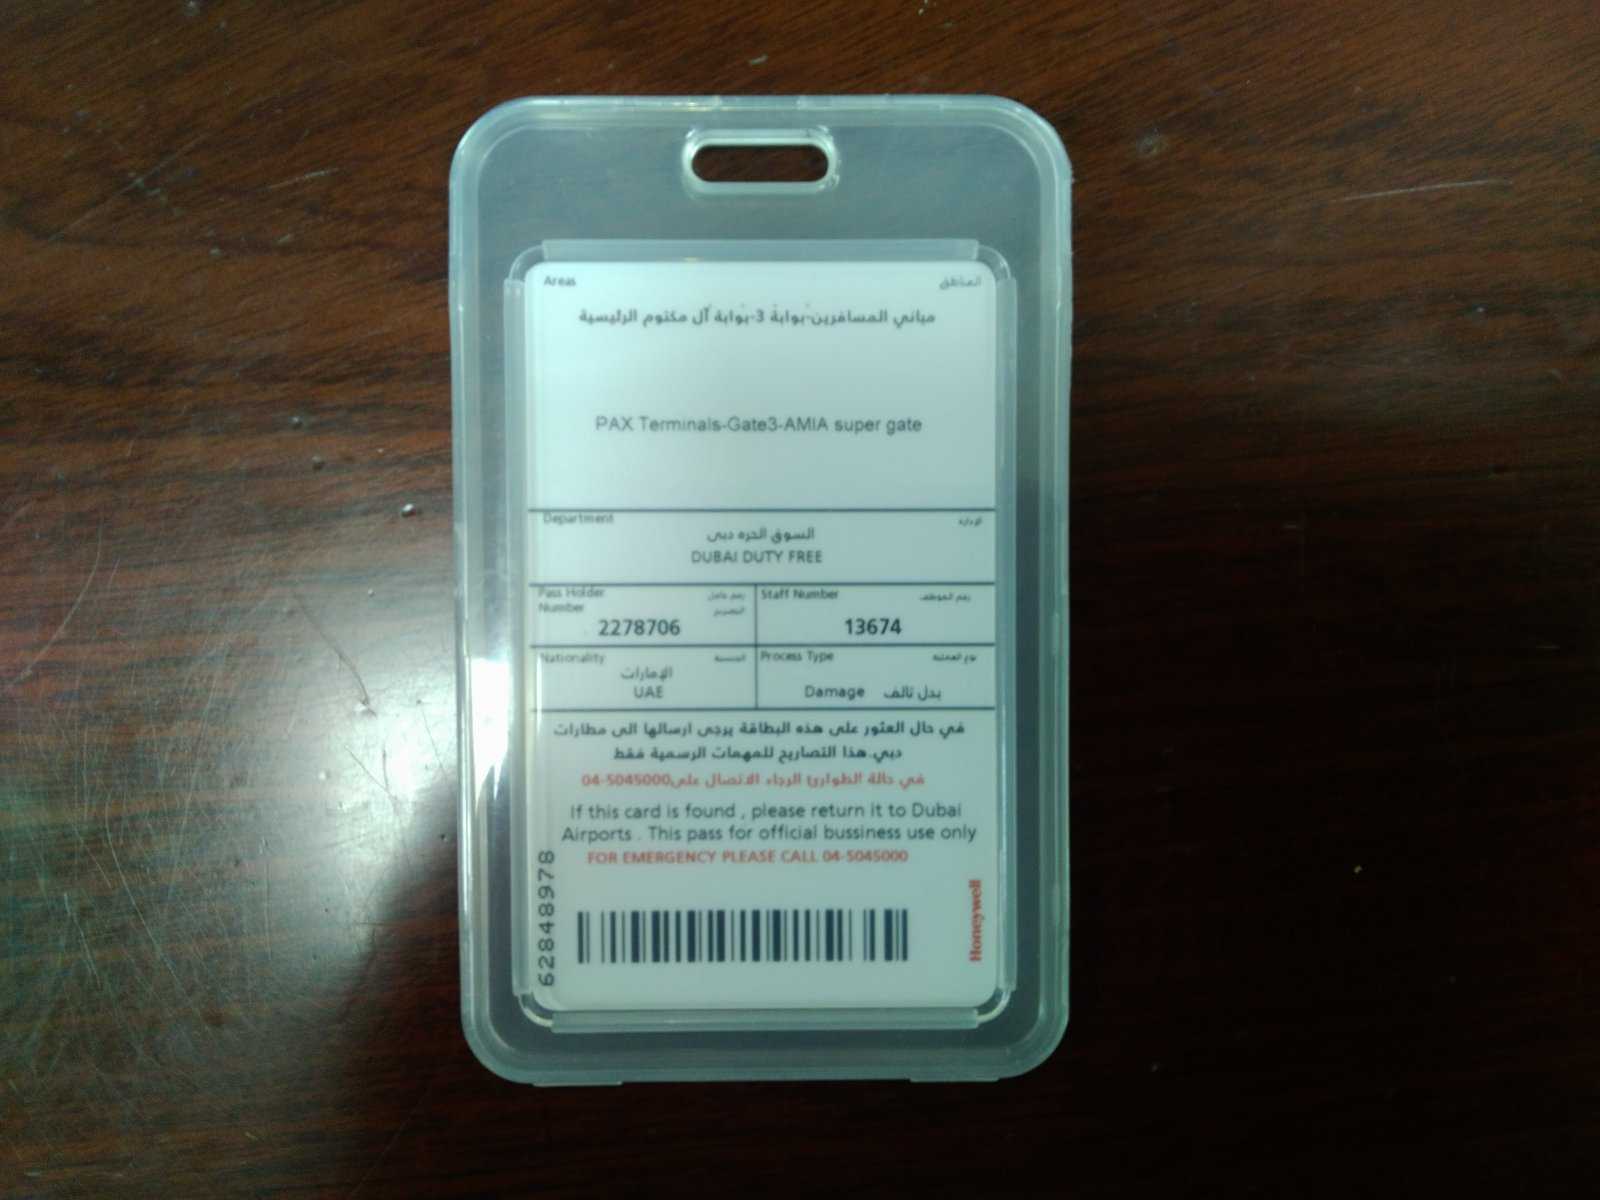 Areas المناطق
مباني المسافرين-بوابة 3-بوابة آل مكتوم الرئيسية
PAX Terminals-Gate3-AMIA super gate
Department الإدارة
السوق الحره دبى
DUBAI DUTY FREE
Pass Holder رقم حامل
Number التصريح
2278706
Staff Number رقم الموظف
13674
Nationality الجنسية
الإمارات
UAE
Process Type نوع العملية
Damage بدل تالف
في حال العثور على هذه البطاقة يرجى ارسالها الى مطارات
دبي.هذا التصاريح للمهمات الرسمية فقط
في حالة الطوارئ الرجاء الاتصال على04-5045000
If this card is found , please return it to Dubai
Airports . This pass for official bussiness use only
FOR EMERGENCY PLEASE CALL 04-5045000
62848978
Honeywell